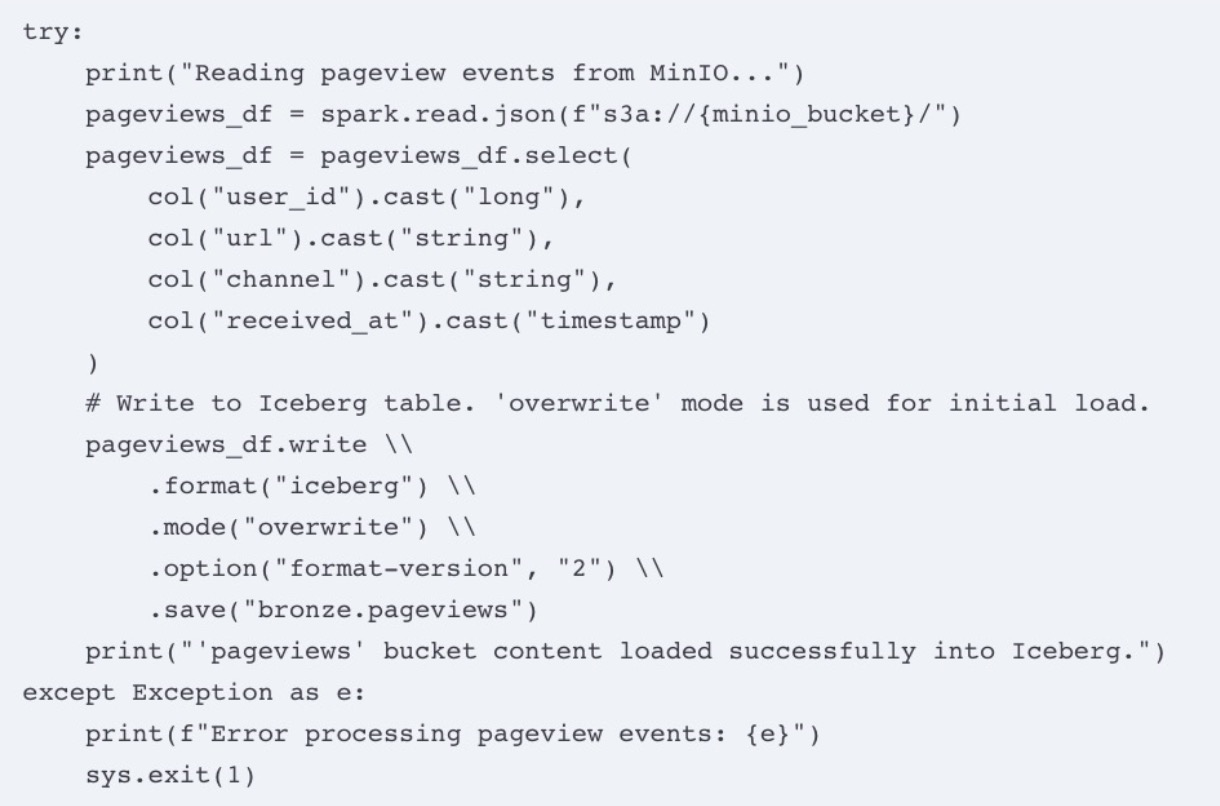 try:
    print("Reading pageview events from MinIO...")
    pageviews_df = spark.read.json(f"s3a://{minio_bucket}/")
    pageviews_df = pageviews_df.select(
        col("user_id").cast("long"),
        col("url").cast("string"),
        col("channel").cast("string"),
        col("received_at").cast("timestamp")
    )
    # Write to Iceberg table. 'overwrite' mode is used for initial load.
    pageviews_df.write \\
        .format("iceberg") \\
        .mode("overwrite") \\
        .option("format-version", "2") \\
        .save("bronze.pageviews")
    print("'pageviews' bucket content loaded successfully into Iceberg.")
except Exception as e:
    print(f"Error processing pageview events: {e}")
    sys.exit(1)